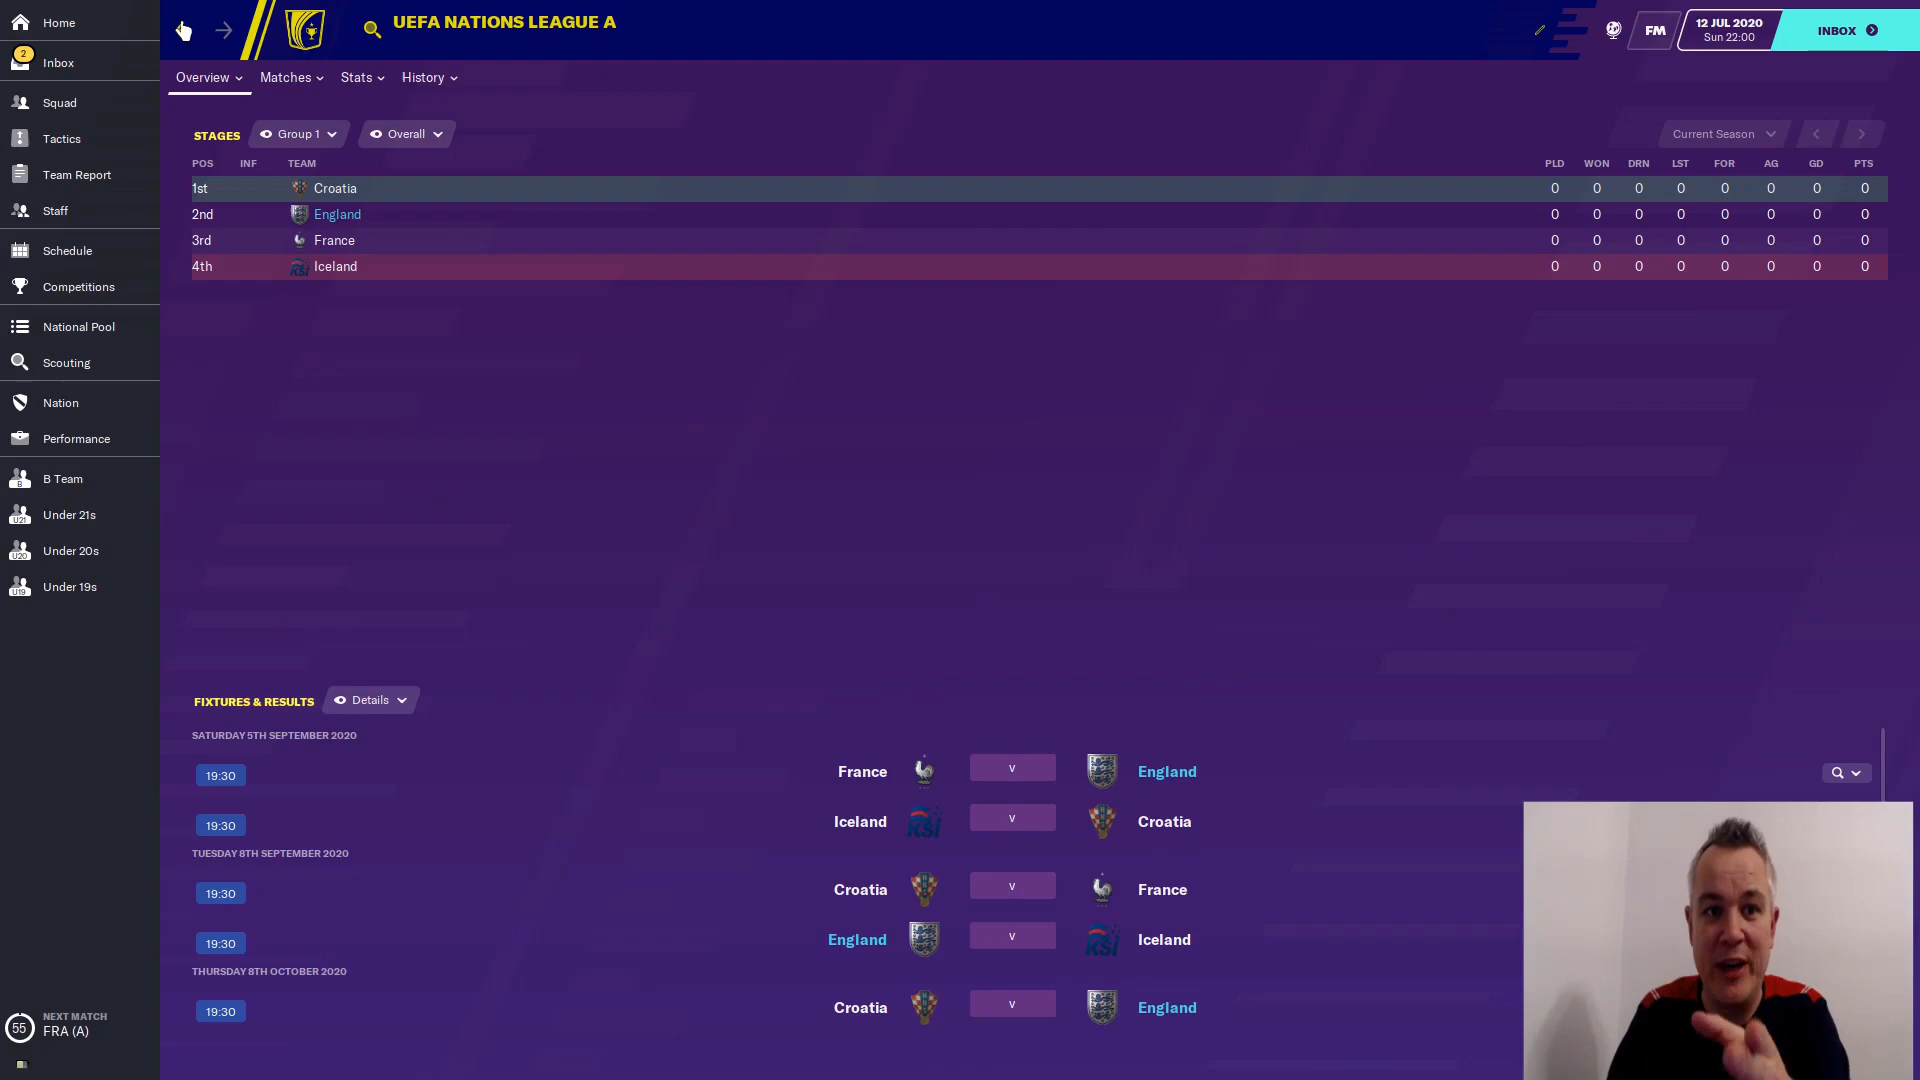 Home
2
Inbox
Squad
Tactics
Team Report
Staff
Schedule
Competitions
National Pool
Scouting
Nation
Performance
B
B Team
U21
Under 21s
U20
Under 20s
U19
Under 19s
55
NEXT MATCH
FRA (A)
UEFA NATIONS LEAGUE A
FM
12 JUL 2020
Sun 22:00
INBOX
Overview Matches Stats History
STAGES Group 1 Overall Current Season
POS INF TEAM PLD WON DRN LST FOR AG GD PTS
1st Croatia 0 0 0 0 0 0 0 0
2nd England 0 0 0 0 0 0 0 0
3rd France 0 0 0 0 0 0 0 0
4th KSÍ Iceland 0 0 0 0 0 0 0 0
FIXTURES & RESULTS Details
SATURDAY 5TH SEPTEMBER 2020
19:30 France v England
19:30 Iceland KSÍ v Croatia
TUESDAY 8TH SEPTEMBER 2020
19:30 Croatia v France
19:30 England v KSÍ Iceland
THURSDAY 8TH OCTOBER 2020
19:30 Croatia v England